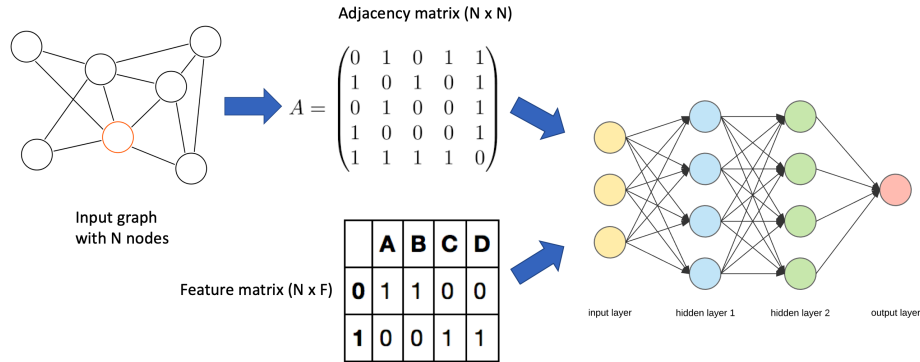 Adjacency matrix (N x N)
A =
0 1 0 1 1
1 0 1 0 1
0 1 0 0 1
1 0 0 0 1
1 1 1 1 0
Input graph
with N nodes
Feature matrix (N x F)
A B C D
0 1 1 0 0
1 0 0 1 1
input layer
hidden layer 1
hidden layer 2
output layer